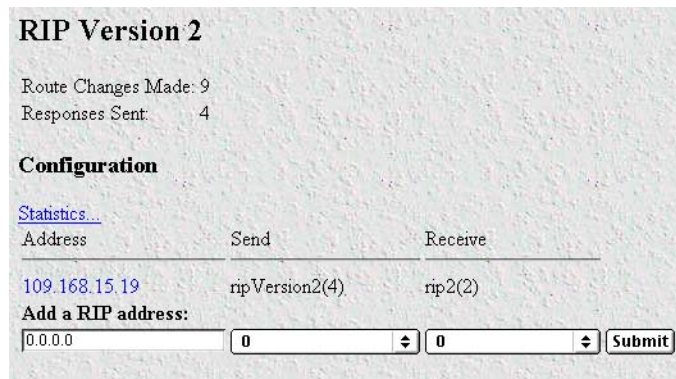 RIP Version 2
Route Changes Made: 9
Responses Sent: 4
Configuration
Statistics...
Address Send Receive
109.168.15.19 ripVersion2(4) rip2(2)
Add a RIP address:
0.0.0.0 0 0 Submit